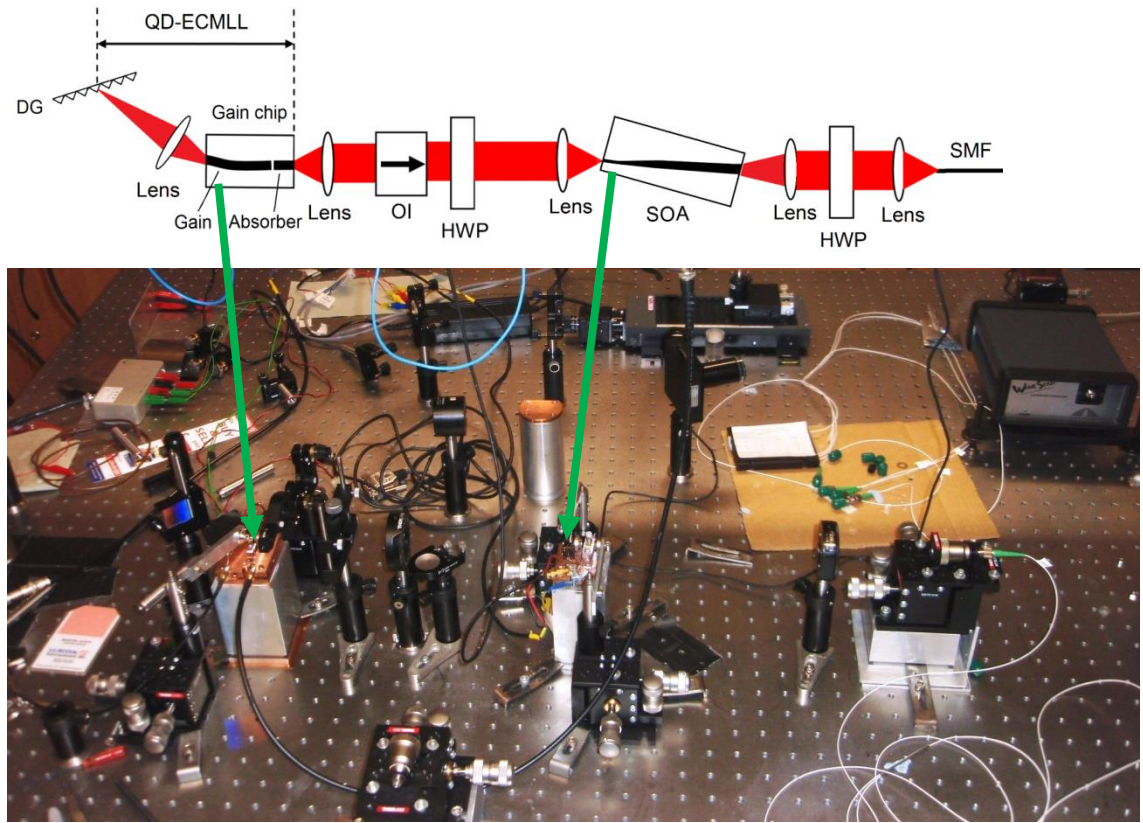 QD-ECMLL
DG
Gain chip
Lens
Gain
Absorber
Lens
OI
HWP
Lens
SOA
Lens
HWP
Lens
SMF